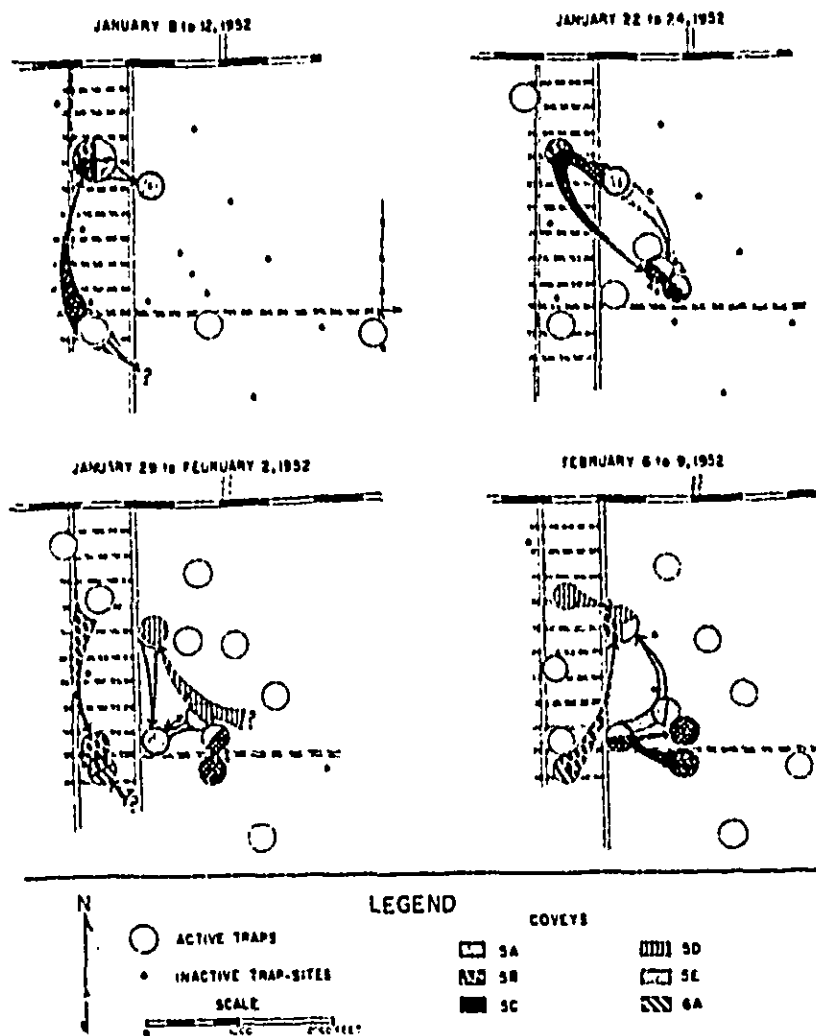 JANUARY 8 to 12, 1952
JANUARY 22 to 24, 1952
?
JANUARY 29 to FEBRUARY 2, 1952
FEBRUARY 6 to 9, 1952
?
?
N
LEGEND
COVEYS
ACTIVE TRAPS
INACTIVE TRAP-SITES
SCALE
FEET
5A
5B
5C
5D
5E
6A